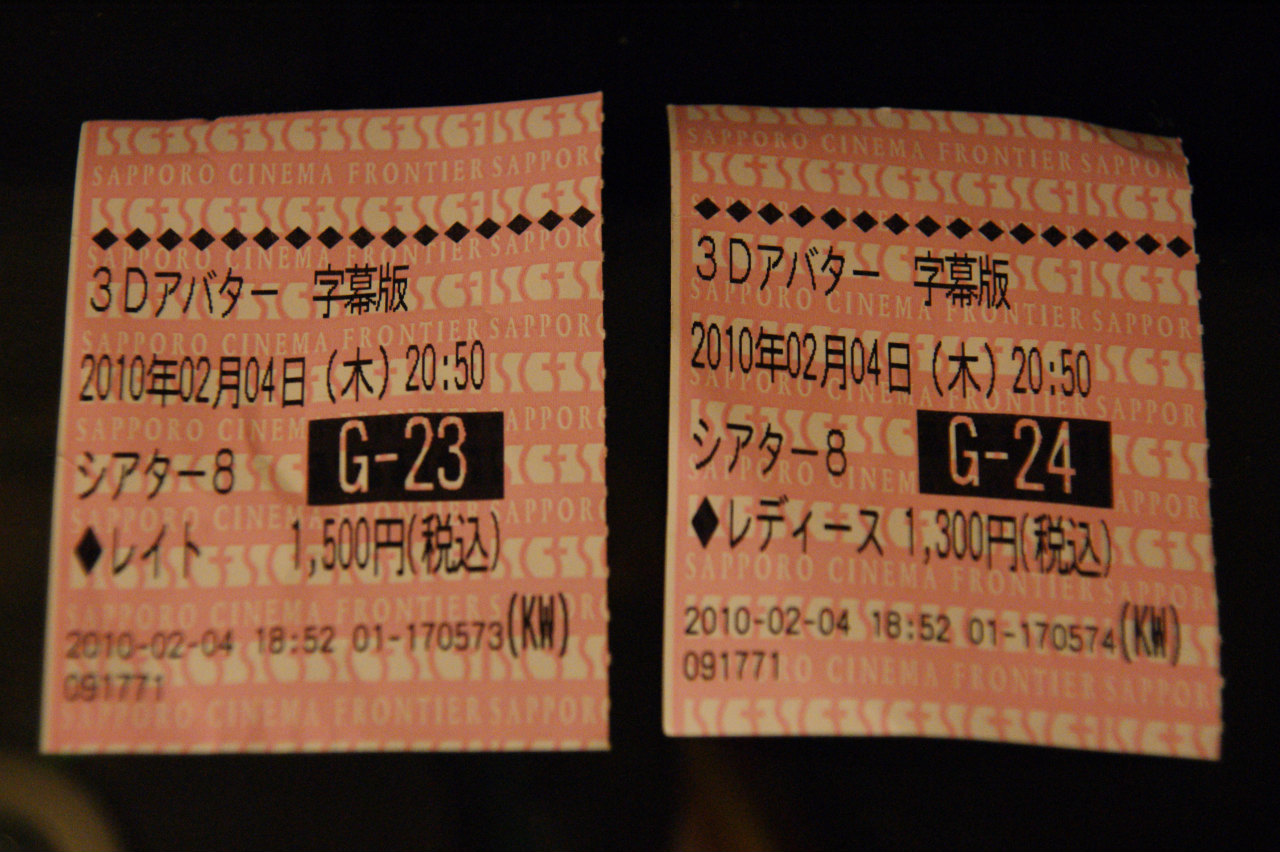 SAPPORO CINEMA FRONTIER SAPPORO
◆◆◆◆◆◆◆◆◆◆◆◆◆◆◆◆
3Dアバター 字幕版
2010年02月04日(木)20:50
シアター8 G-23
◆レイト 1,500円(税込)
2010-02-04 18:52 01-170573(KW)
091771
SAPPORO CINEMA FRONTIER SAPPOR
◆◆◆◆◆◆◆◆◆◆◆◆◆◆◆◆
3Dアバター 字幕版
2010年02月04日(木)20:50
シアター8 G-24
◆レディース 1,300円(税込)
2010-02-04 18:52 01-170574(KW)
091771